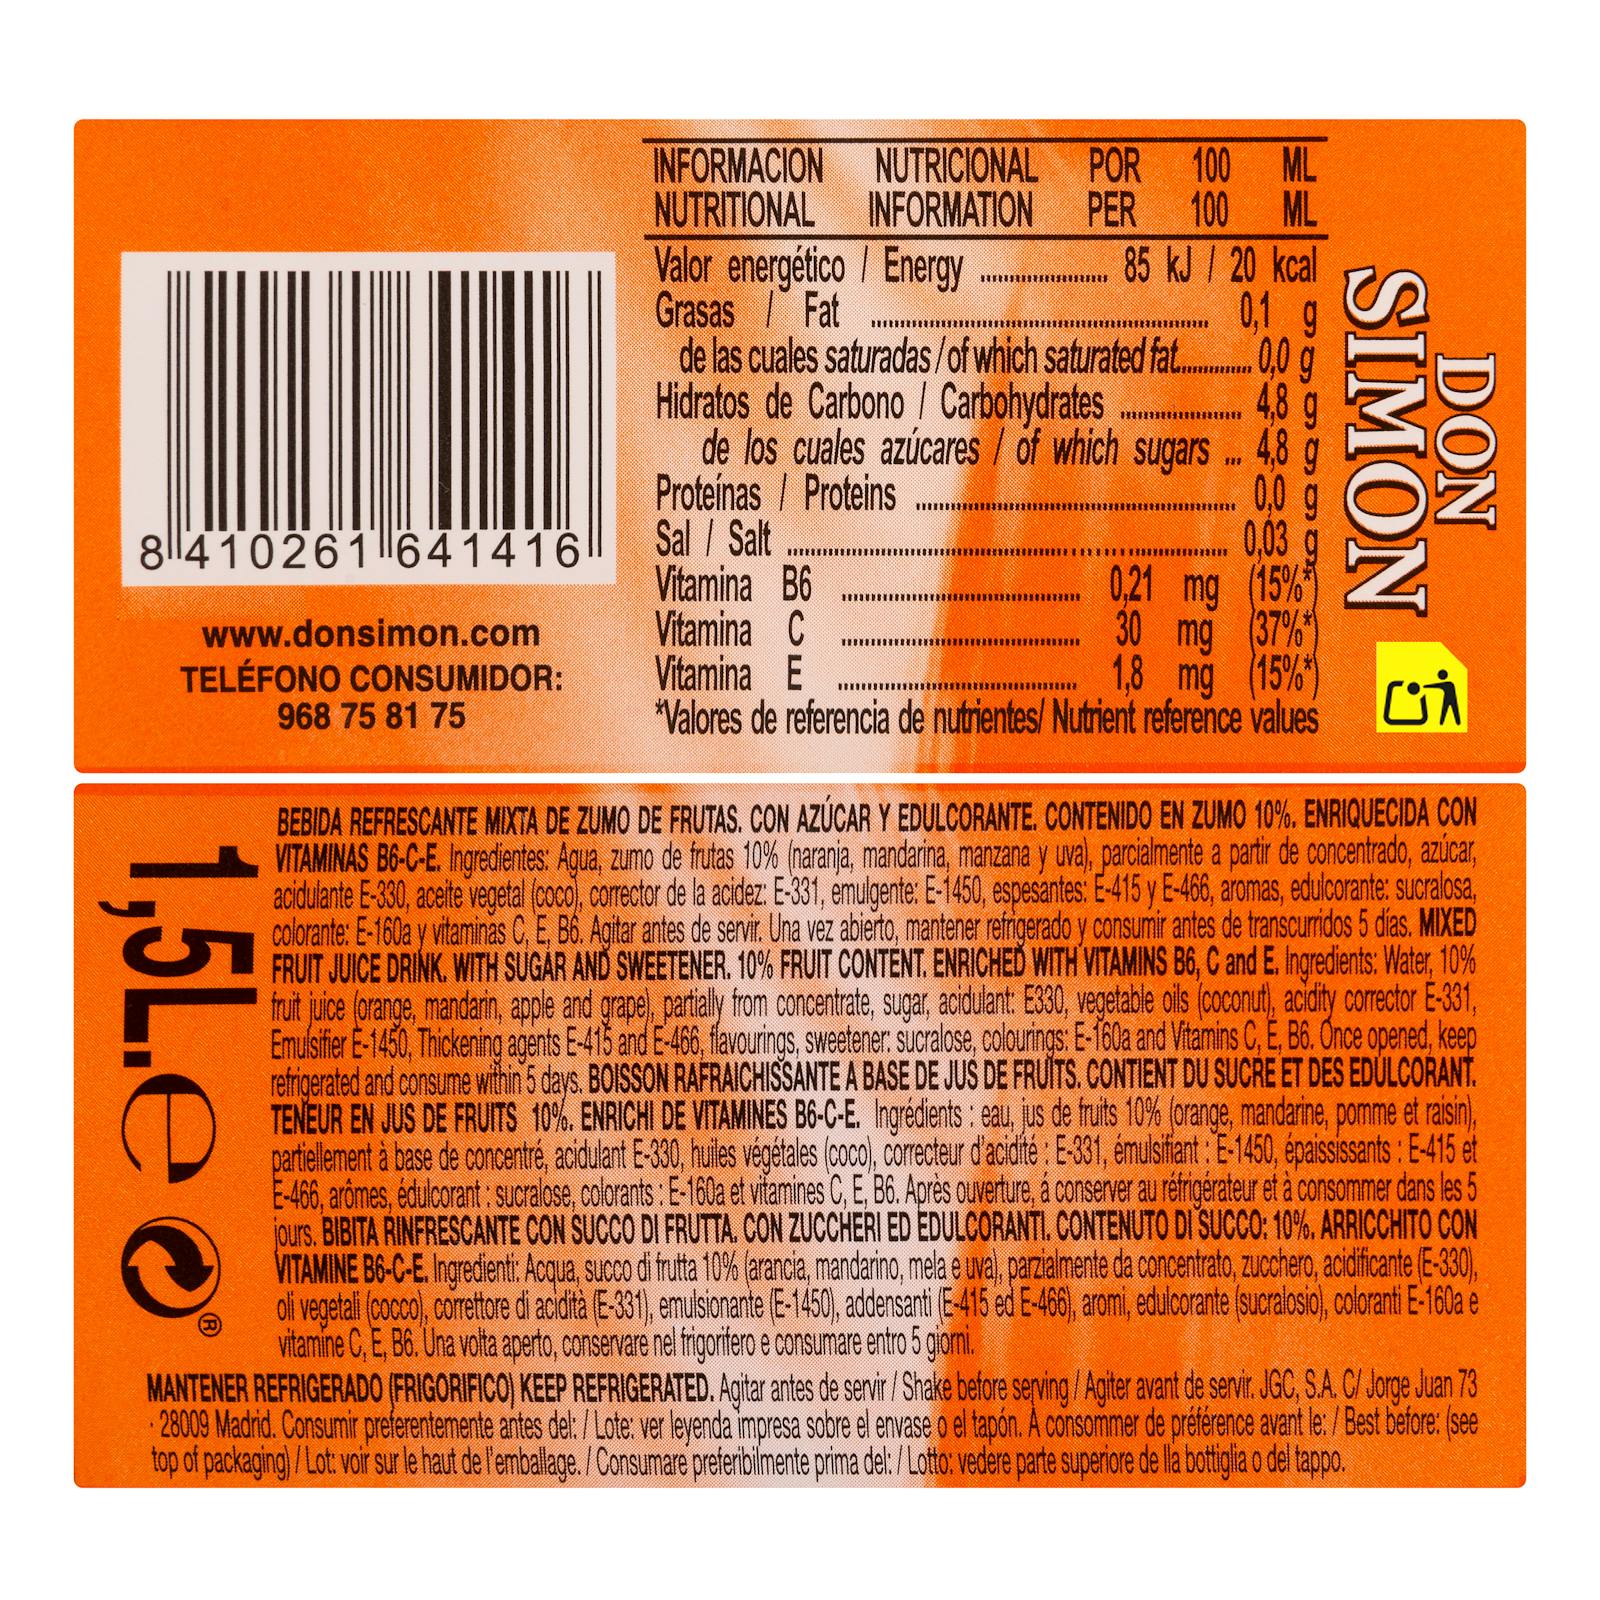 INFORMACION NUTRICIONAL POR 100 ML
NUTRITIONAL INFORMATION PER 100 ML
Valor energético / Energy ............ 85 kJ / 20 kcal
Grasas / Fat ............ 0,1 g
de las cuales saturadas / of which saturated fat............ 0,0 g
Hidratos de Carbono / Carbohydrates ............ 4,8 g
de los cuales azúcares / of which sugars ... 4,8 g
Proteínas / Proteins ............ 0,0 g
Sal / Salt ............ 0,03 g
Vitamina B6 ............ 0,21 mg (15%*)
Vitamina C ............ 30 mg (37%*)
Vitamina E ............ 1,8 mg (15%*)
*Valores de referencia de nutrientes/ Nutrient reference values
8 410261 641416
www.donsimon.com
TELÉFONO CONSUMIDOR:
968 75 81 75
DON
SIMON
1,5L.e
BEBIDA REFRESCANTE MIXTA DE ZUMO DE FRUTAS. CON AZÚCAR Y EDULCORANTE. CONTENIDO EN ZUMO 10%. ENRIQUECIDA CON
VITAMINAS B6-C-E. Ingredientes: Agua, zumo de frutas 10% (naranja, mandarina, manzana y uva), parcialmente a partir de concentrado, azúcar,
acidulante E-330, aceite vegetal (coco), corrector de la acidez: E-331, emulgente: E-1450, espesantes: E-415 y E-466, aromas, edulcorante: sucralosa,
colorante: E-160a y vitaminas C, E, B6. Agitar antes de servir. Una vez abierto, mantener refrigerado y consumir antes de transcurridos 5 días. MIXED
FRUIT JUICE DRINK. WITH SUGAR AND SWEETENER. 10% FRUIT CONTENT. ENRICHED WITH VITAMINS B6, C and E. Ingredients: Water, 10%
fruit juice (orange, mandarin, apple and grape), partially from concentrate, sugar, acidulant: E330, vegetable oils (coconut), acidity corrector E-331,
Emulsifier E-1450, Thickening agents E-415 and E-466, flavourings, sweetener: sucralose, colourings: E-160a and Vitamins C, E, B6. Once opened, keep
refrigerated and consume within 5 days. BOISSON RAFRAICHISSANTE A BASE DE JUS DE FRUITS. CONTIENT DU SUCRE ET DES EDULCORANT.
TENEUR EN JUS DE FRUITS 10%. ENRICHI DE VITAMINES B6-C-E. Ingrédients : eau, jus de fruits 10% (orange, mandarine, pomme et raisin),
partiellement à base de concentré, acidulant E-330, huiles végétales (coco), correcteur d'acidité : E-331, émulsifiant : E-1450, épaississants : E-415 et
E-466, arômes, édulcorant : sucralose, colorants : E-160a et vitamines C, E, B6. Après ouverture, á conserver au réfrigérateur et à consommer dans les 5
jours. BIBITA RINFRESCANTE CON SUCCO DI FRUTTA. CON ZUCCHERI ED EDULCORANTI. CONTENUTO DI SUCCO: 10%. ARRICCHITO CON
VITAMINE B6-C-E. Ingredienti: Acqua, succo di frutta 10% (arancia, mandarino, mela e uva), parzialmente da concentrato, zucchero, acidificante (E-330),
oli vegetali (cocco), correttore di acidità (E-331), emulsionante (E-1450), addensanti (E-415 ed E-466), aromi, edulcorante (sucralosio), coloranti E-160a e
vitamine C, E, B6. Una volta aperto, conservare nel frigorifero e consumare entro 5 giorni.
®
MANTENER REFRIGERADO (FRIGORIFICO) KEEP REFRIGERATED. Agitar antes de servir / Shake before serving / Agiter avant de servir. JGC, S.A. C/ Jorge Juan 73
· 28009 Madrid. Consumir preferentemente antes del: / Lote: ver leyenda impresa sobre el envase o el tapón. A consommer de préférence avant le: / Best before: (see
top of packaging) / Lot: voir sur le haut de l'emballage. / Consumare preferibilmente prima del: / Lotto: vedere parte superiore de lla bottiglia o del tappo.